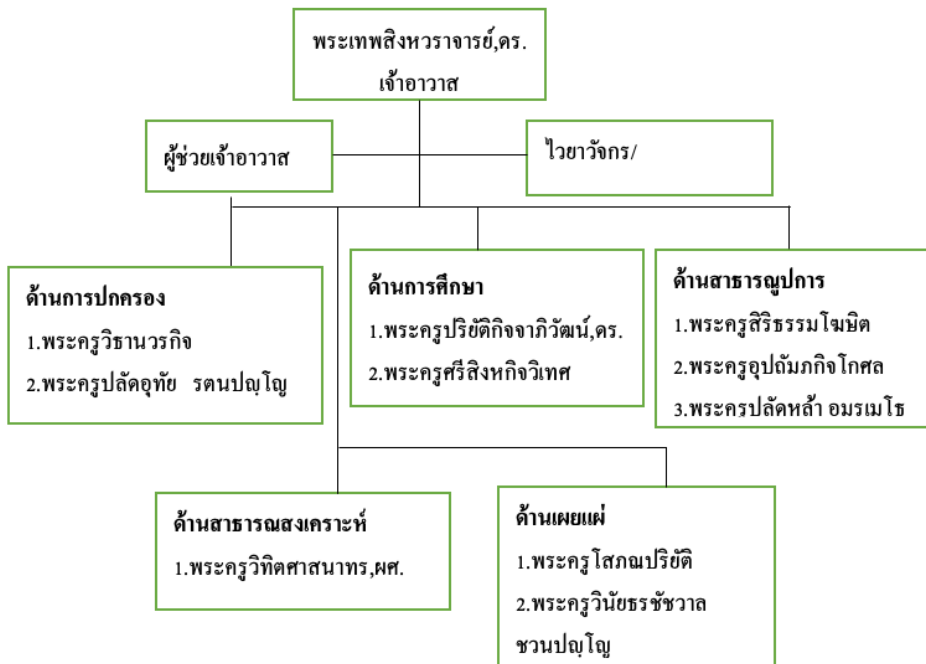 พระเทพสิงหวราจารย์,ดร.
เจ้าอาวาส
ผู้ช่วยเจ้าอาวาส
ไวยาวัจกร/
ด้านการปกครอง
1.พระครูวิธานวรกิจ
2.พระครูปลัดอุทัย รตนปญฺโญ
ด้านการศึกษา
1.พระครูปริยัติกิจจาภิวัฒน์,ดร.
2.พระครูศรีสิงหกิจวิเทศ
ด้านสาธารณูปการ
1.พระครูสิริธรรมโฆษิต
2.พระครูอุปถัมภกิจโกศล
3.พระครูปลัดหล้า อมรเมโธ
ด้านสาธารณสงเคราะห์
1.พระครูวิทิตศาสนาทร,ผศ.
ด้านเผยแผ่
1.พระครูโสภณปริยัติ
2.พระครูวินัยธรชัชวาล
ชวนปญฺโญ